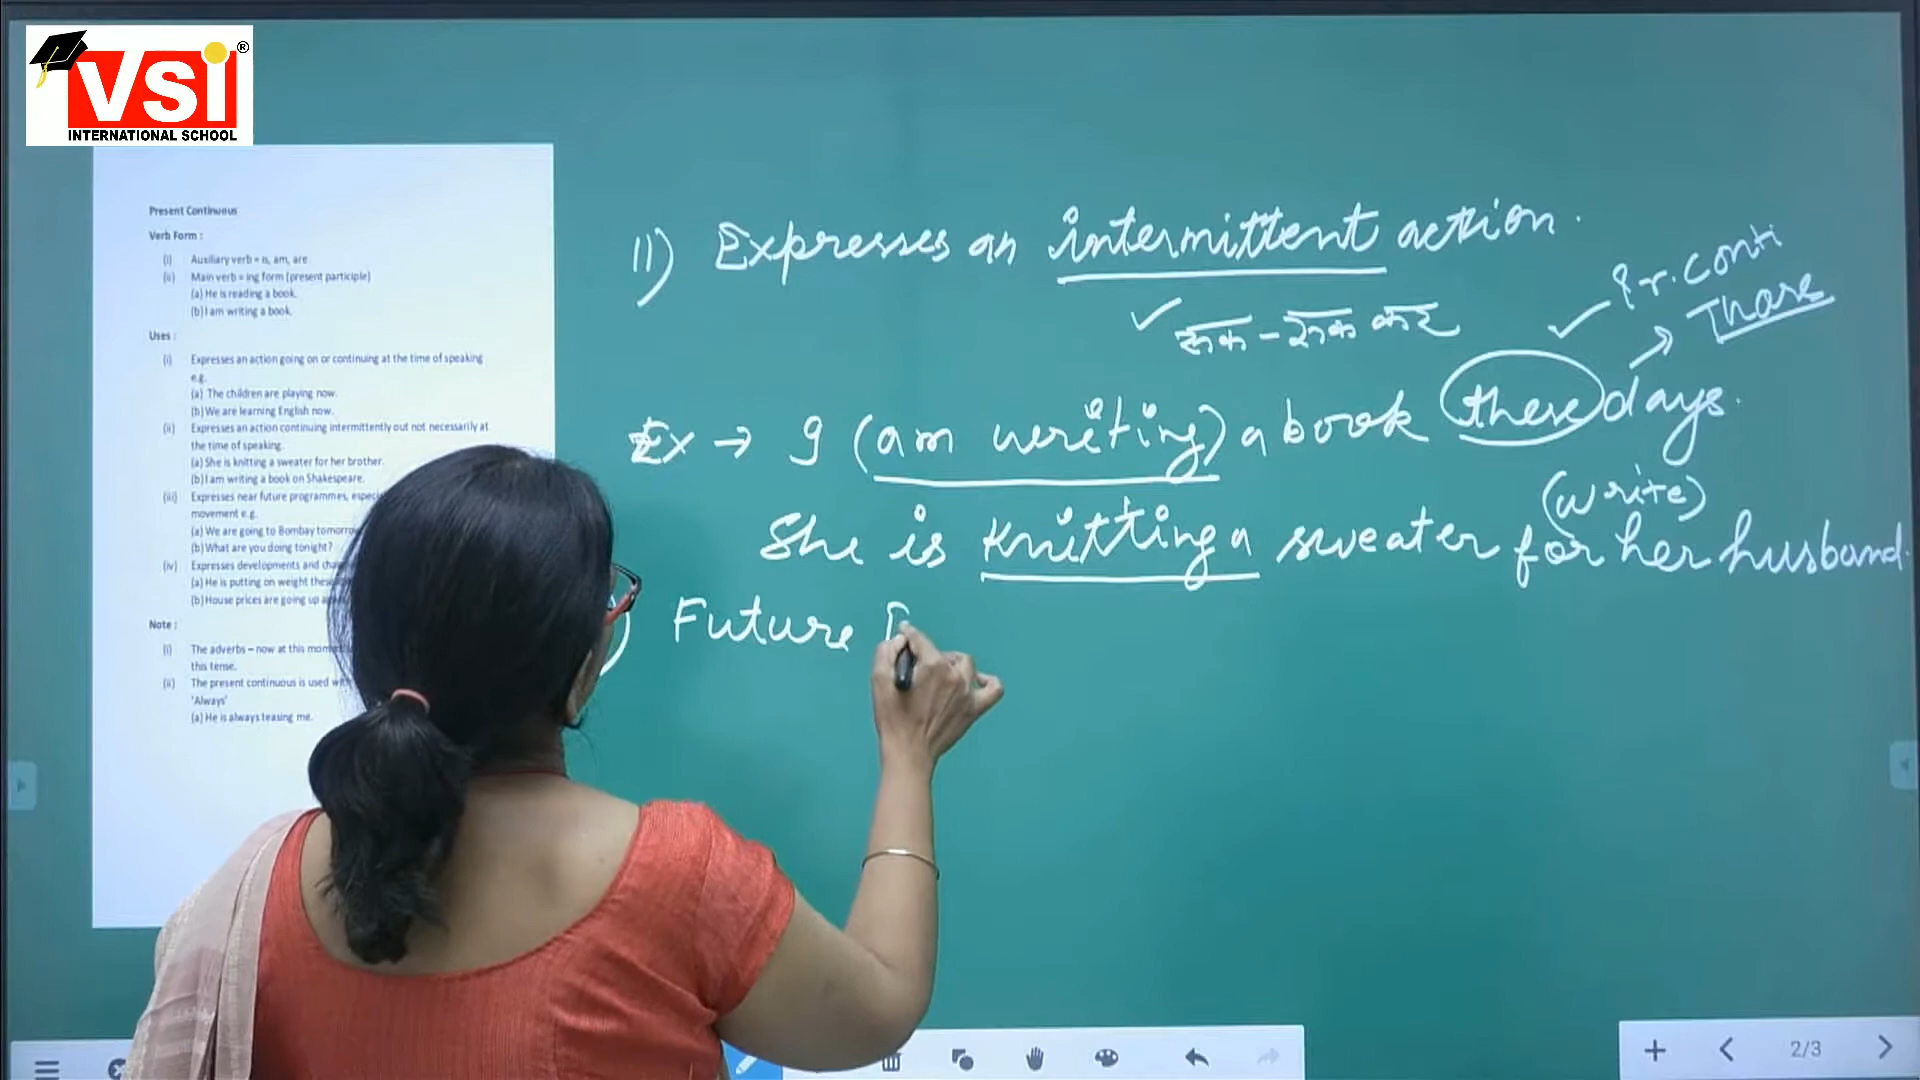 VSI ®
INTERNATIONAL SCHOOL
Present Continuous
Verb Form :
(i) Auxiliary verb = is, am, are
(ii) Main verb = ing form (present participle)
(a) He is reading a book.
(b) I am writing a book.
Uses :
(i) Expresses an action going on or continuing at the time of speaking
e.g.
(a) The children are playing now.
(b) We are learning English now.
(ii) Expresses an action continuing intermittently but not necessarily at
the time of speaking.
(a) She is knitting a sweater for her brother.
(b) I am writing a book on Shakespeare.
(iii) Expresses near future programmes,
movement e.g.
(a) We are going to Bombay
(b) What are you doing tonight?
(iv) Expresses developments and
(a) He is putting on weight
(b) House prices are going up
Note :
(i) The adverbs – now at this
this tense.
(ii) The present continuous is used
'Always'
(a) He is always teasing me.
II) Expresses an intermittent action.
✓ रुक-रुक कर
✓ Pr. conti
→ Those
Ex → I (am writing) a book these days.
(write)
She is Knitting a sweater for her husband.
) Future
2/3